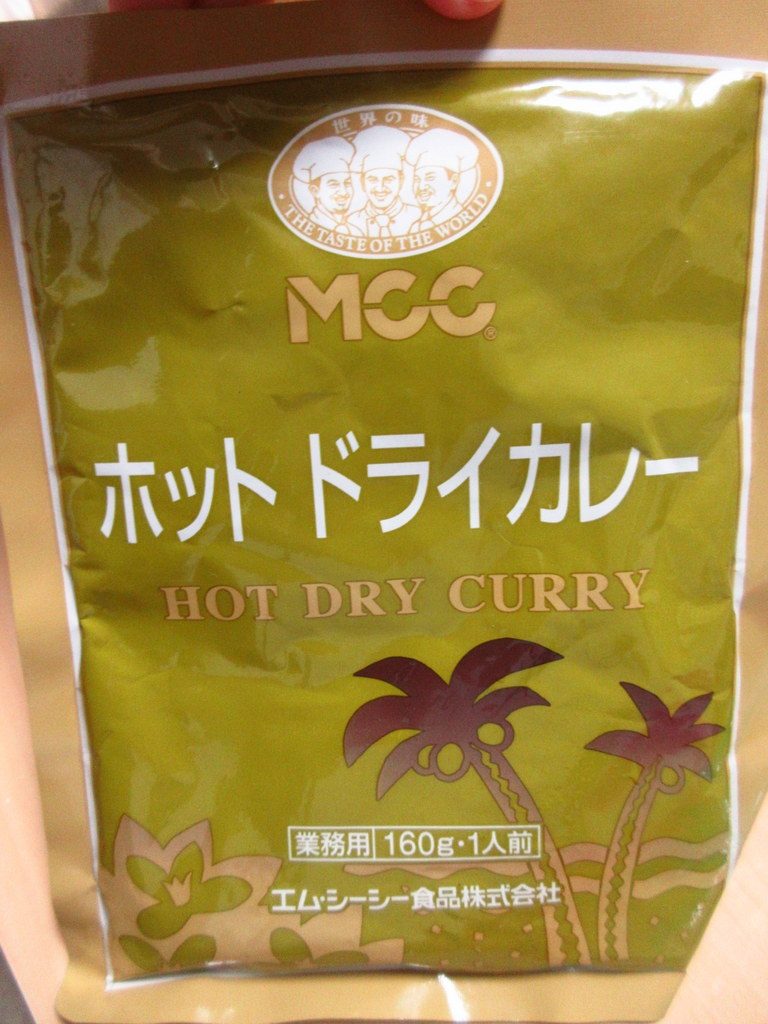 世界の味
・THE TASTE OF THE WORLD・
MCC®
ホット ドライカレー
HOT DRY CURRY
業務用 160g・1人前
エム・シーシー食品株式会社